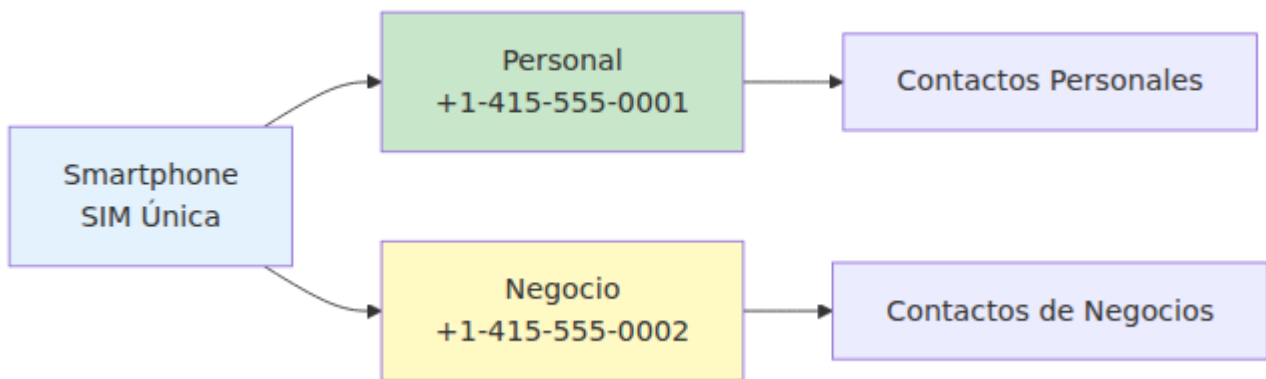 Smartphone
SIM Única
Personal
+1-415-555-0001
Contactos Personales
Negocio
+1-415-555-0002
Contactos de Negocios